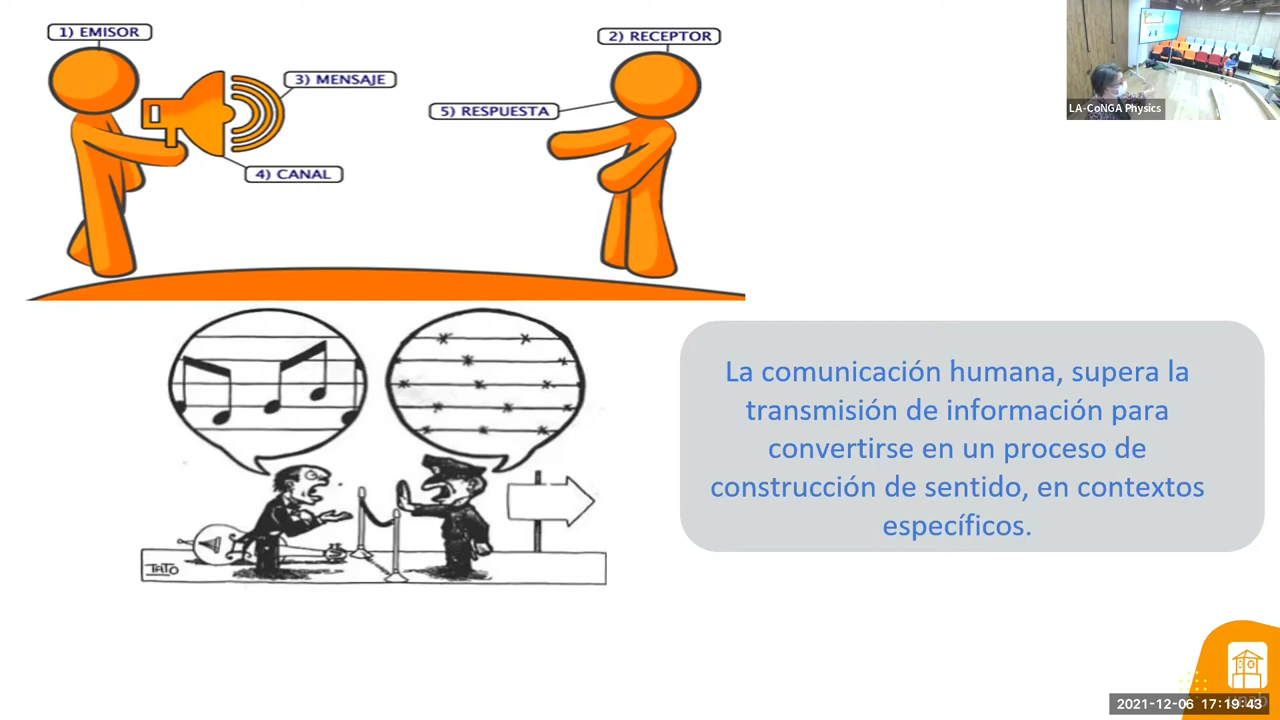 1) EMISOR
2) RECEPTOR
3) MENSAJE
5) RESPUESTA
4) CANAL
LA-CoNGA Physics
La comunicación humana, supera la
transmisión de información para
convertirse en un proceso de
construcción de sentido, en contextos
específicos.
TATO
2021-12-06 17:19:43